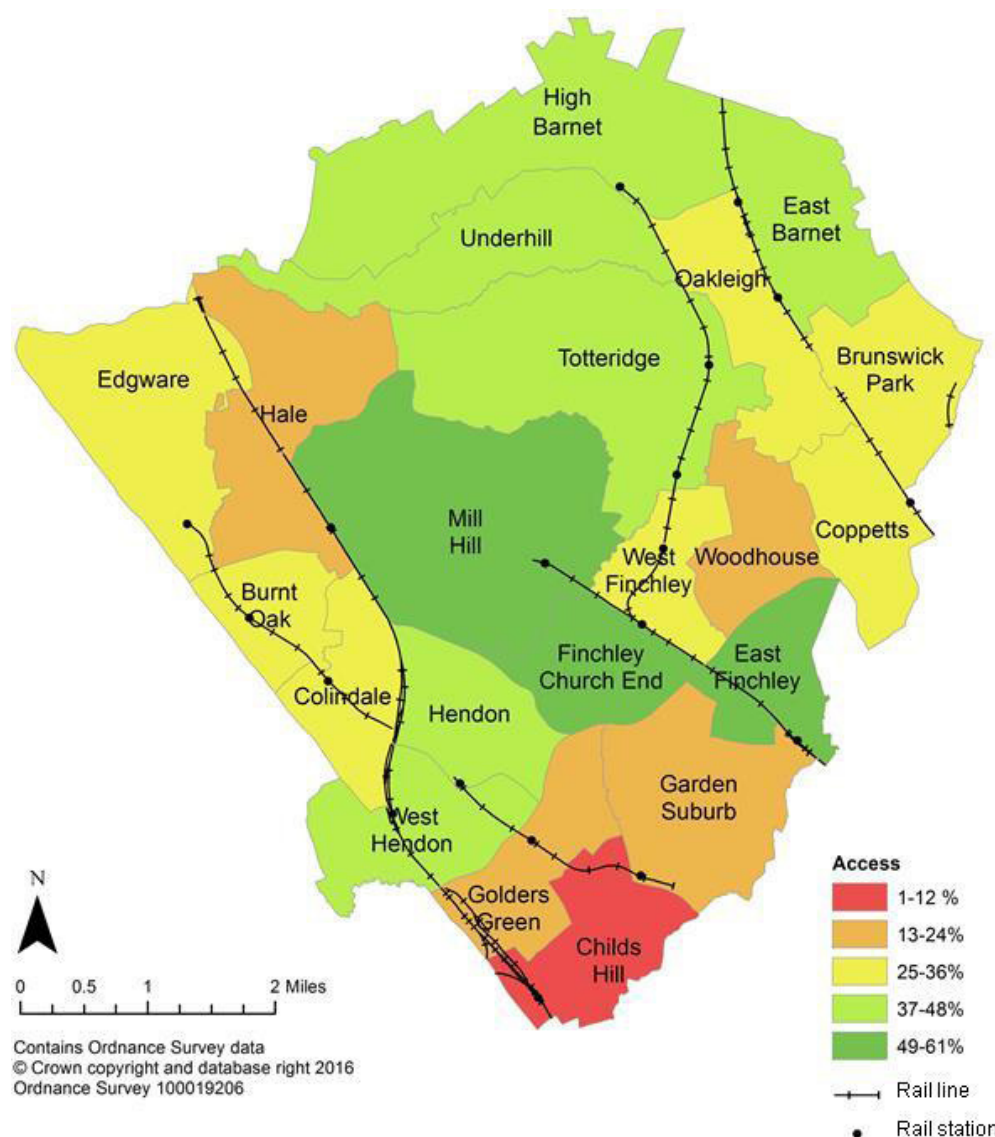 High
Barnet
East
Barnet
Underhill
Oakleigh
Totteridge
Brunswick
Park
Edgware
Hale
Mill
Hill
Coppetts
West
Finchley
Woodhouse
Burnt
Oak
Finchley
Church End
East
Finchley
Colindale
Hendon
Garden
Suburb
West
Hendon
Golders
Green
Childs
Hill
N
0 0.5 1 2 Miles
Contains Ordnance Survey data
© Crown copyright and database right 2016
Ordnance Survey 100019206
Access
1-12 %
13-24%
25-36%
37-48%
49-61%
Rail line
Rail station